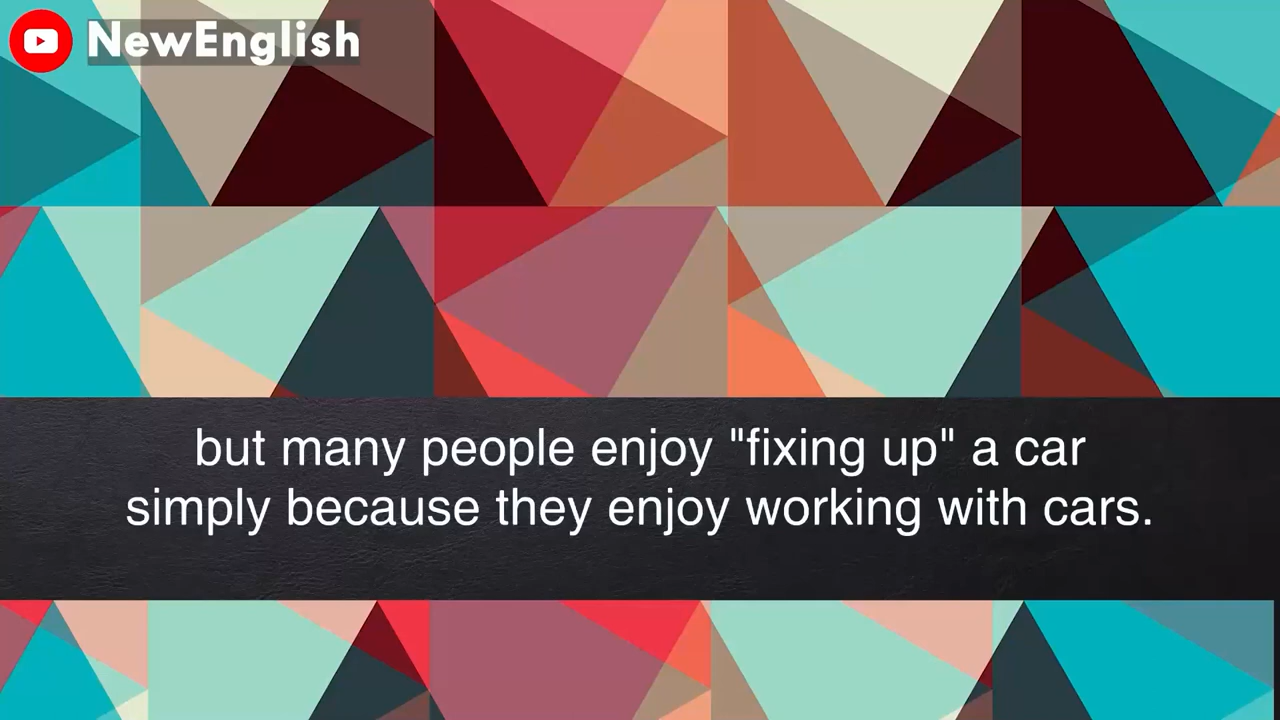 NewEnglish
but many people enjoy "fixing up" a car
simply because they enjoy working with cars.